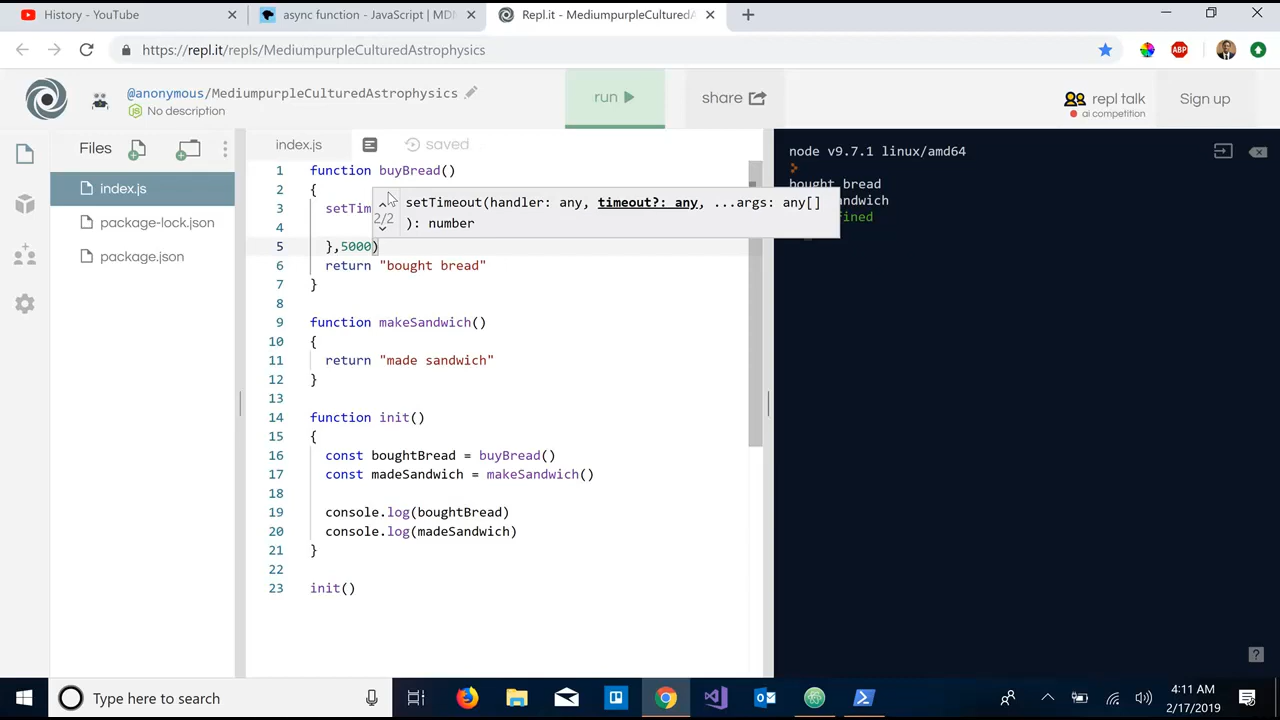 History - YouTube
async function - JavaScript | MDN
Repl.it - MediumpurpleCulturedA
https://repl.it/repls/MediumpurpleCulturedAstrophysics
ABP
@anonymous/MediumpurpleCulturedAstrophysics
No description
run
share
repl talk
ai competition
Sign up
Files
index.js
package-lock.json
package.json
index.js
saved
1 function buyBread()
2 {
3 setTim
4
5 },5000)
6 return "bought bread"
7 }
8
9 function makeSandwich()
10 {
11 return "made sandwich"
12 }
13
14 function init()
15 {
16 const boughtBread = buyBread()
17 const madeSandwich = makeSandwich()
18
19 console.log(boughtBread)
20 console.log(madeSandwich)
21 }
22
23 init()
2/2
setTimeout(handler: any, timeout?: any, ...args: any[]
): number
node v9.7.1 linux/amd64
bought bread
andwich
fined
?
Type here to search
4:11 AM
2/17/2019